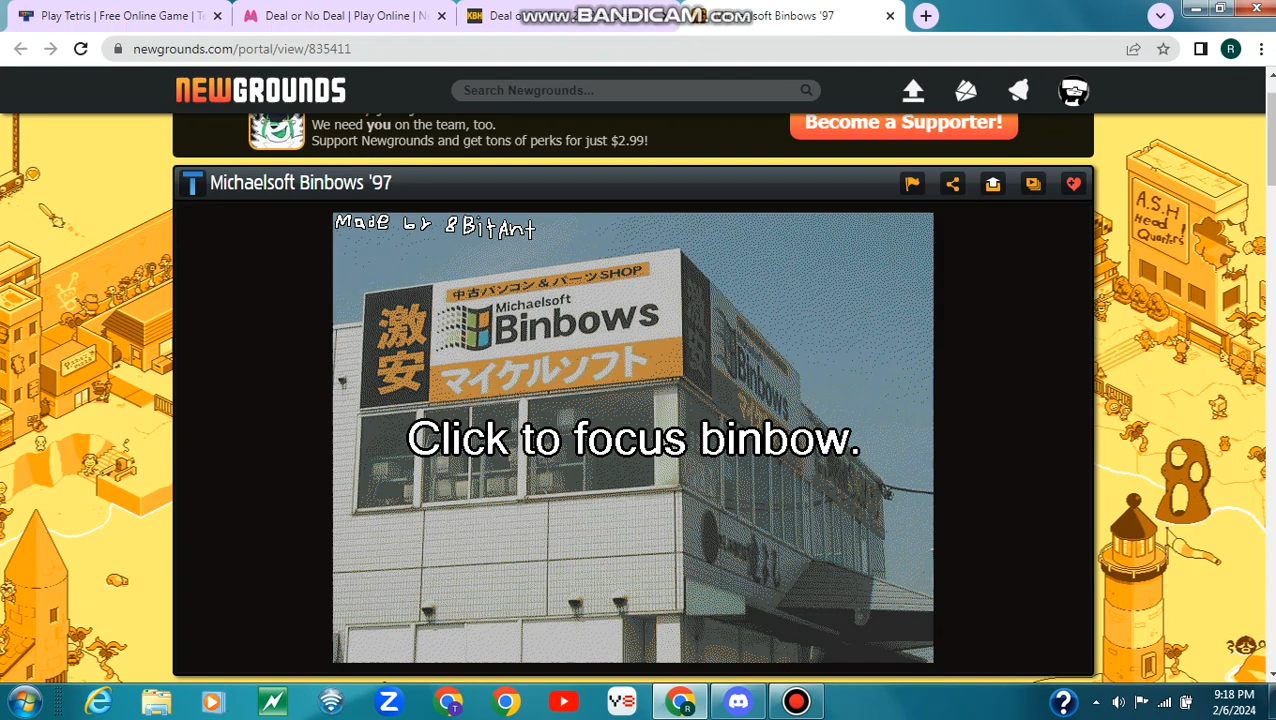 Play Tetris | Free Online Game | Te
Deal or No Deal | Play Online | Ni
KBH
Deal o
www.BANDICAM.com
soft Binbows '97
newgrounds.com/portal/view/835411
R
NEWGROUNDS
Search Newgrounds...
We need you on the team, too.
Support Newgrounds and get tons of perks for just $2.99!
Become a Supporter!
T
Michaelsoft Binbows '97
Made by 8BitAnt
中古パソコン&パーツSHOP
激安
Michaelsoft
Binbows
マイケルソフト
Binbows
Click to focus binbow.
A.S.H
Head
Quarters
9:18 PM
2/6/2024